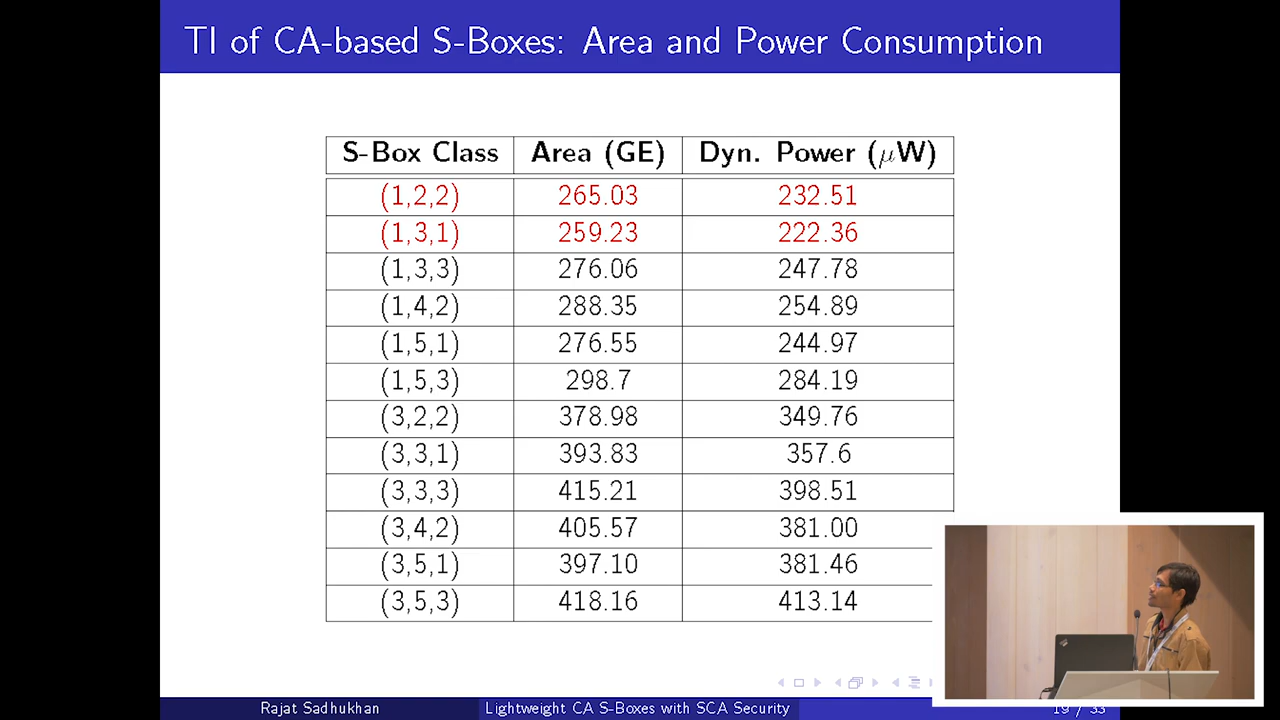 TI of CA-based S-Boxes: Area and Power Consumption
S-Box Class Area (GE) Dyn. Power (μW)
(1,2,2) 265.03 232.51
(1,3,1) 259.23 222.36
(1,3,3) 276.06 247.78
(1,4,2) 288.35 254.89
(1,5,1) 276.55 244.97
(1,5,3) 298.7 284.19
(3,2,2) 378.98 349.76
(3,3,1) 393.83 357.6
(3,3,3) 415.21 398.51
(3,4,2) 405.57 381.00
(3,5,1) 397.10 381.46
(3,5,3) 418.16 413.14
Rajat Sadhukhan Lightweight CA S-Boxes with SCA Security 19 / 33